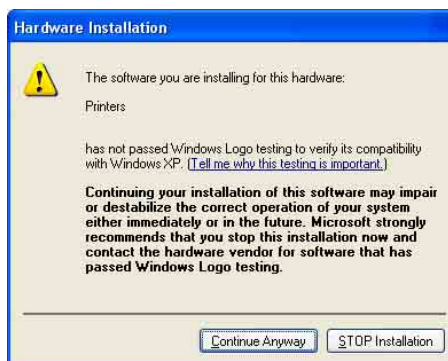 Hardware Installation
The software you are installing for this hardware:
Printers
has not passed Windows Logo testing to verify its compatibility
with Windows XP. (Tell me why this testing is important.)
Continuing your installation of this software may impair
or destabilize the correct operation of your system
either immediately or in the future. Microsoft strongly
recommends that you stop this installation now and
contact the hardware vendor for software that has
passed Windows Logo testing.
Continue Anyway STOP Installation